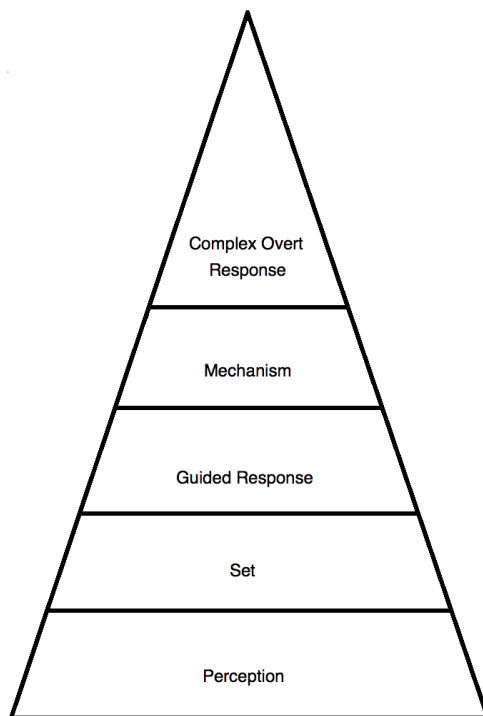 Complex Overt
Response
Mechanism
Guided Response
Set
Perception